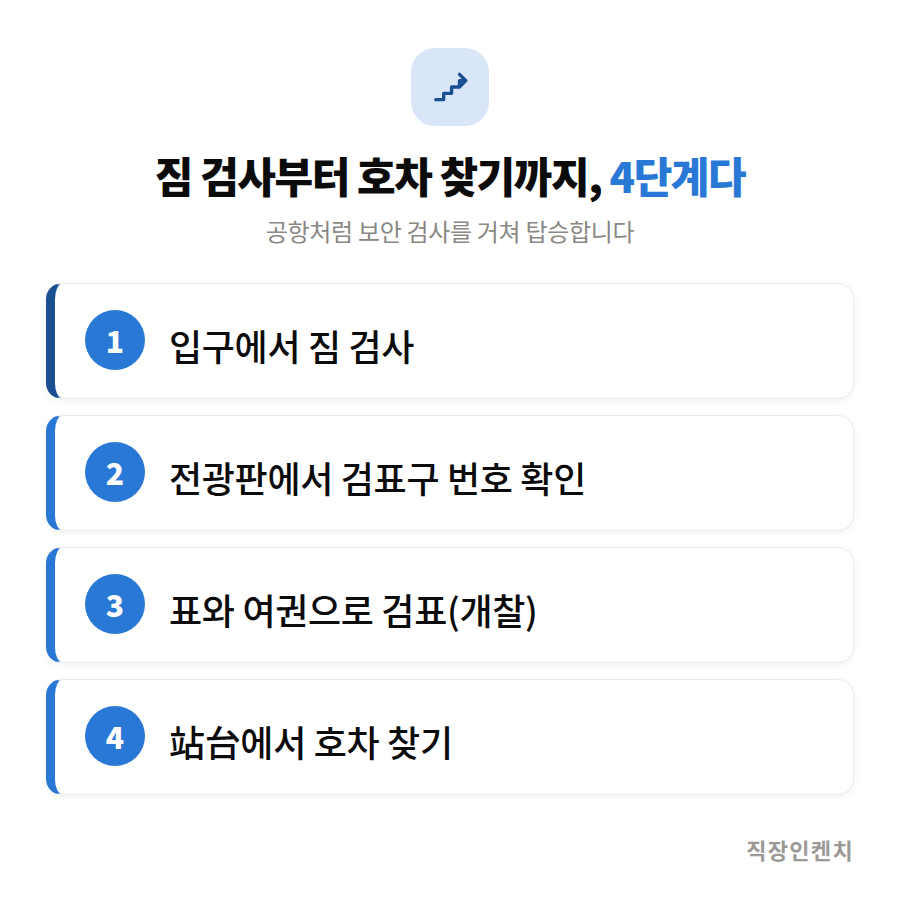 짐 검사부터 호차 찾기까지, 4단계다
공항처럼 보안 검사를 거쳐 탑승합니다
1 입구에서 짐 검사
2 전광판에서 검표구 번호 확인
3 표와 여권으로 검표(개찰)
4 站台에서 호차 찾기
직장인켄치